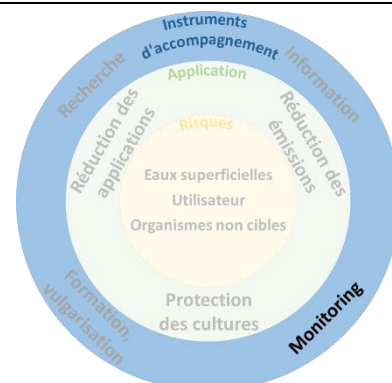 Instruments
d'accompagnement
Recherche
Information
Application
Réduction des
applications
Réduction des
émissions
Risques
Eaux superficielles
Utilisateur
Organismes non cibles
Protection
des cultures
Formation,
vulgarisation
Monitoring